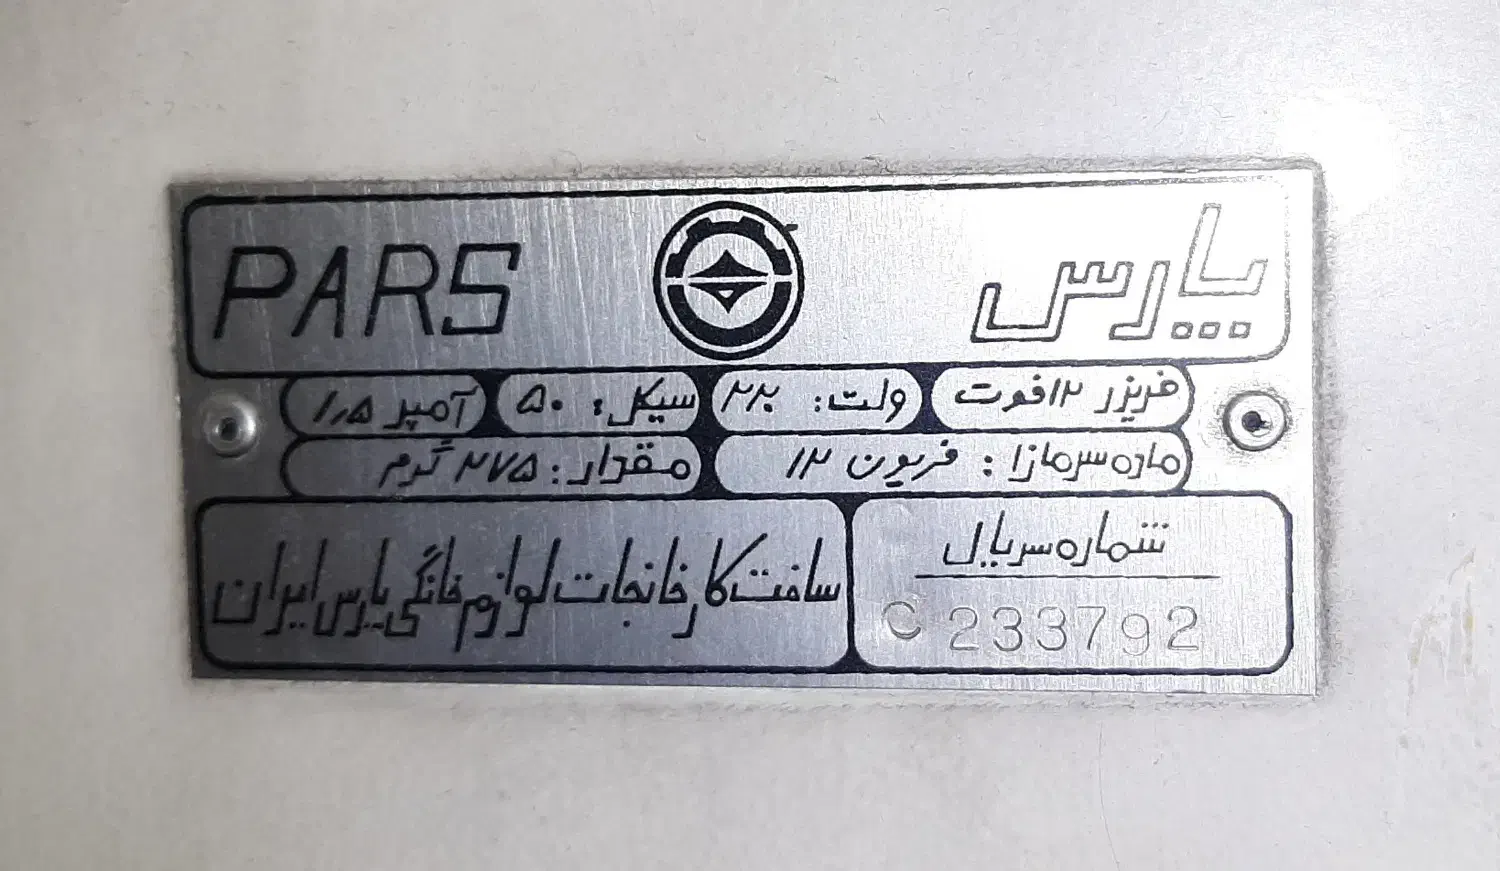 PARS پارس
فریزر ۱۲ فوت ولت: ۲۲۰ سیکل: ۵۰ آمپر ۱٫۵
ماده سرمازا: فریون ۱۲ مقدار: ۲۷۵ گرم
شماره سریال
C 233792
ساخت کارخانجات لوازم خانگی پارس ایران